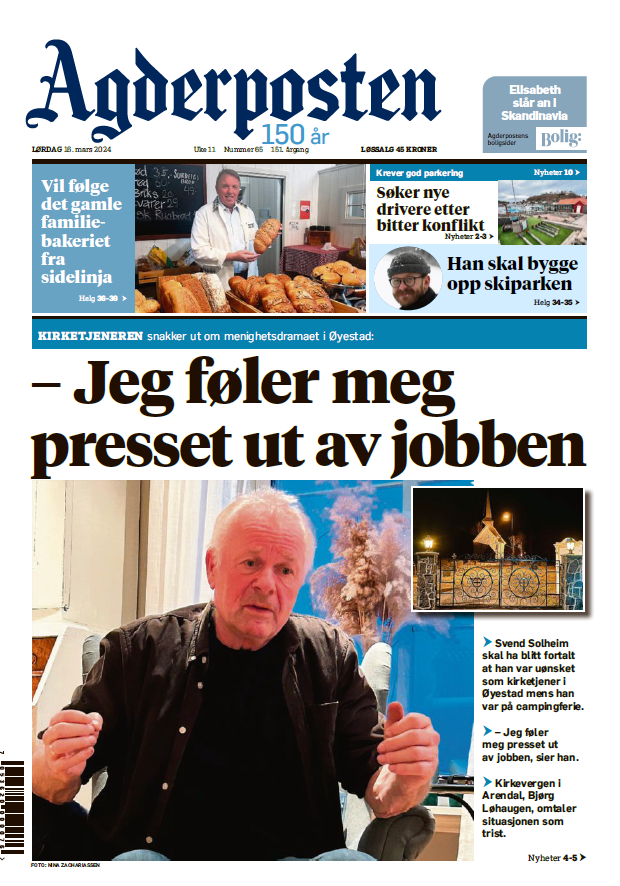 Agderposten
150 år
LØRDAG 16. mars 2024
Uke 11 Nummer 65 151. Årgang
LØSSALG 45 KRONER
Elisabeth
slår an i
Skandinavia
Agderpostens
boligsider
Bolig:
Vil følge
det gamle
familie-
bakeriet
fra
sidelinja
Helg 36-39
Krever god parkering
Nyheter 10
Søker nye
drivere etter
bitter konflikt
Nyheter 2-3
Han skal bygge
opp skiparken
Helg 34-35
KIRKETJENEREN snakker ut om menighetsdramaet i Øyestad:
– Jeg føler meg
presset ut av jobben
Svend Solheim
skal ha blitt fortalt
at han var uønsket
som kirketjener i
Øyestad mens han
var på campingferie.
– Jeg føler
meg presset ut
av jobben, sier han.
Kirkevergen i
Arendal, Bjørg
Løhaugen, omtaler
situasjonen som
trist.
Nyheter 4-5
FOTO: NINA ZACHARIASSEN